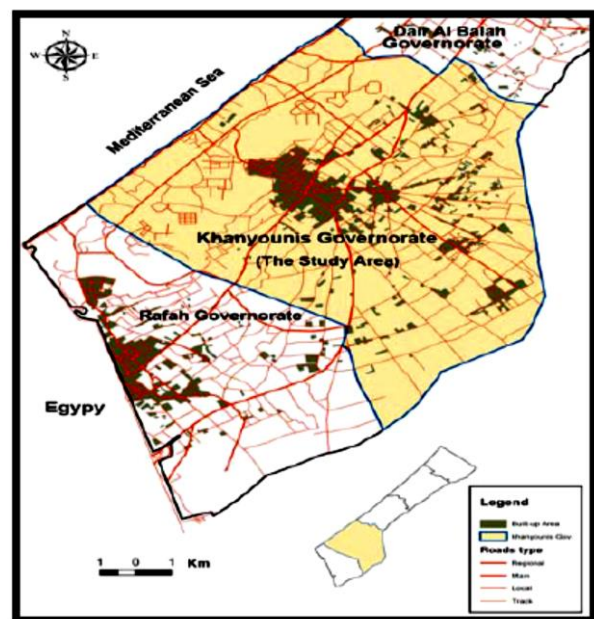 N
W E
S
Dair Al Balah
Governorate
Mediterranean Sea
Khanyounis Governorate
(The Study Area)
Rafah Governorate
Egypy
1 0 1 Km
Legend
Built-up Area
Khanyounis Gov
Roads type
Regional
Main
Local
Track